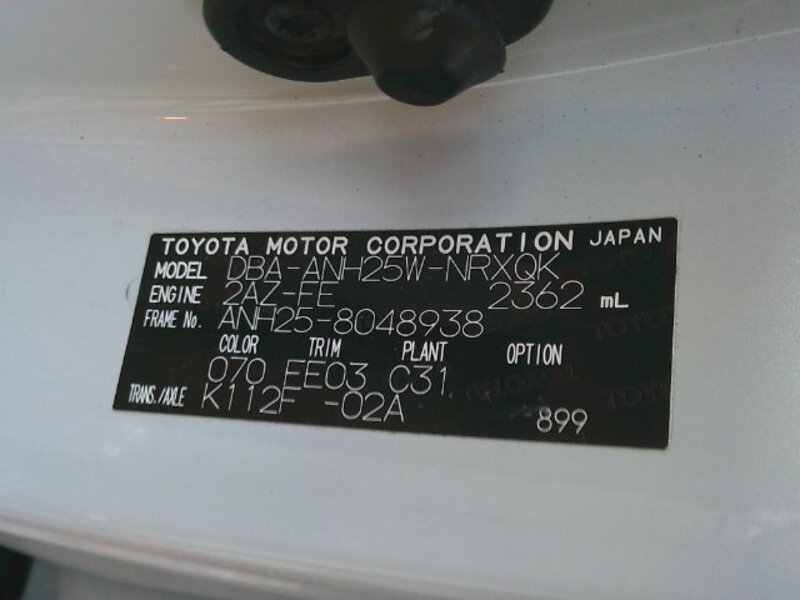 TOYOTA MOTOR CORPORATION JAPAN
MODEL DBA-ANH25W-NRXQK
ENGINE 2AZ-FE 2362 mL
FRAME No. ANH25-8048938
COLOR TRIM PLANT OPTION
070 EE03 C31
TRANS./AXLE K112F -02A
899